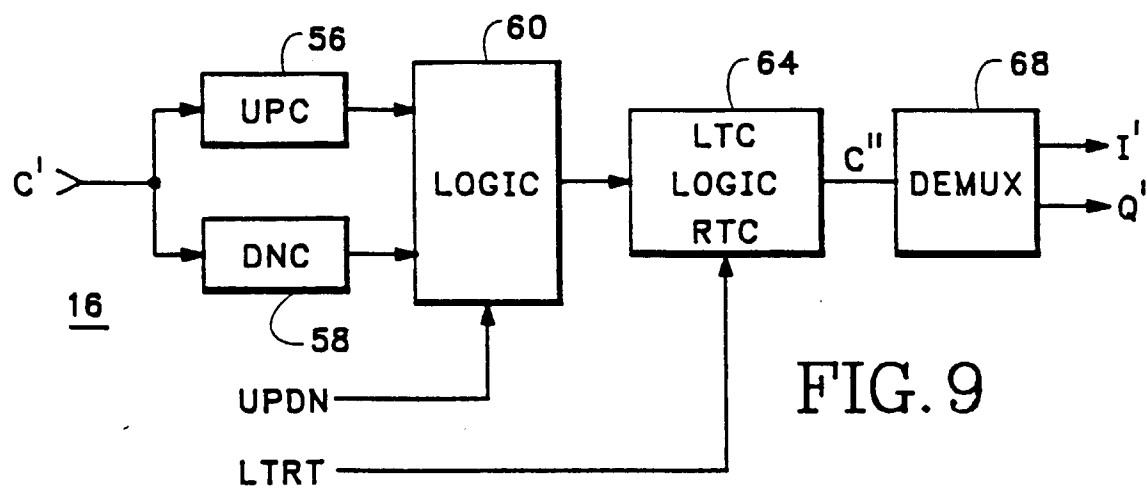 56
60
64
68
UPC
LTC
LOGIC
RTC
C"
I'
C'
LOGIC
DEMUX
Q'
DNC
16
58
UPDN
FIG. 9
LTRT